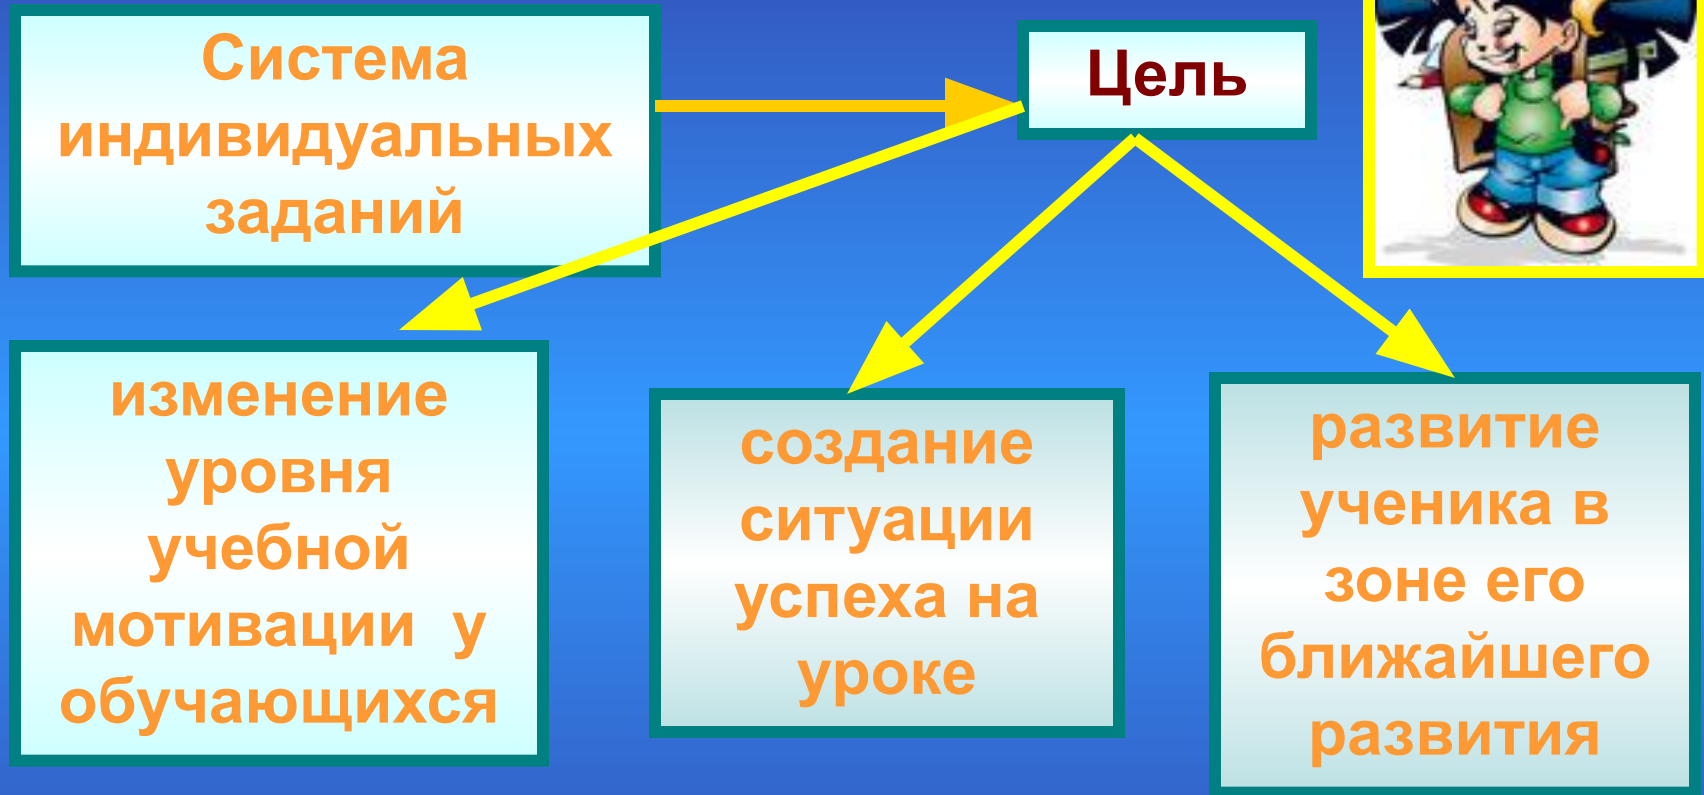 Система
индивидуальных
заданий
Цель
изменение
уровня
учебной
мотивации у
обучающихся
создание
ситуации
успеха на
уроке
развитие
ученика в
зоне его
ближайшего
развития